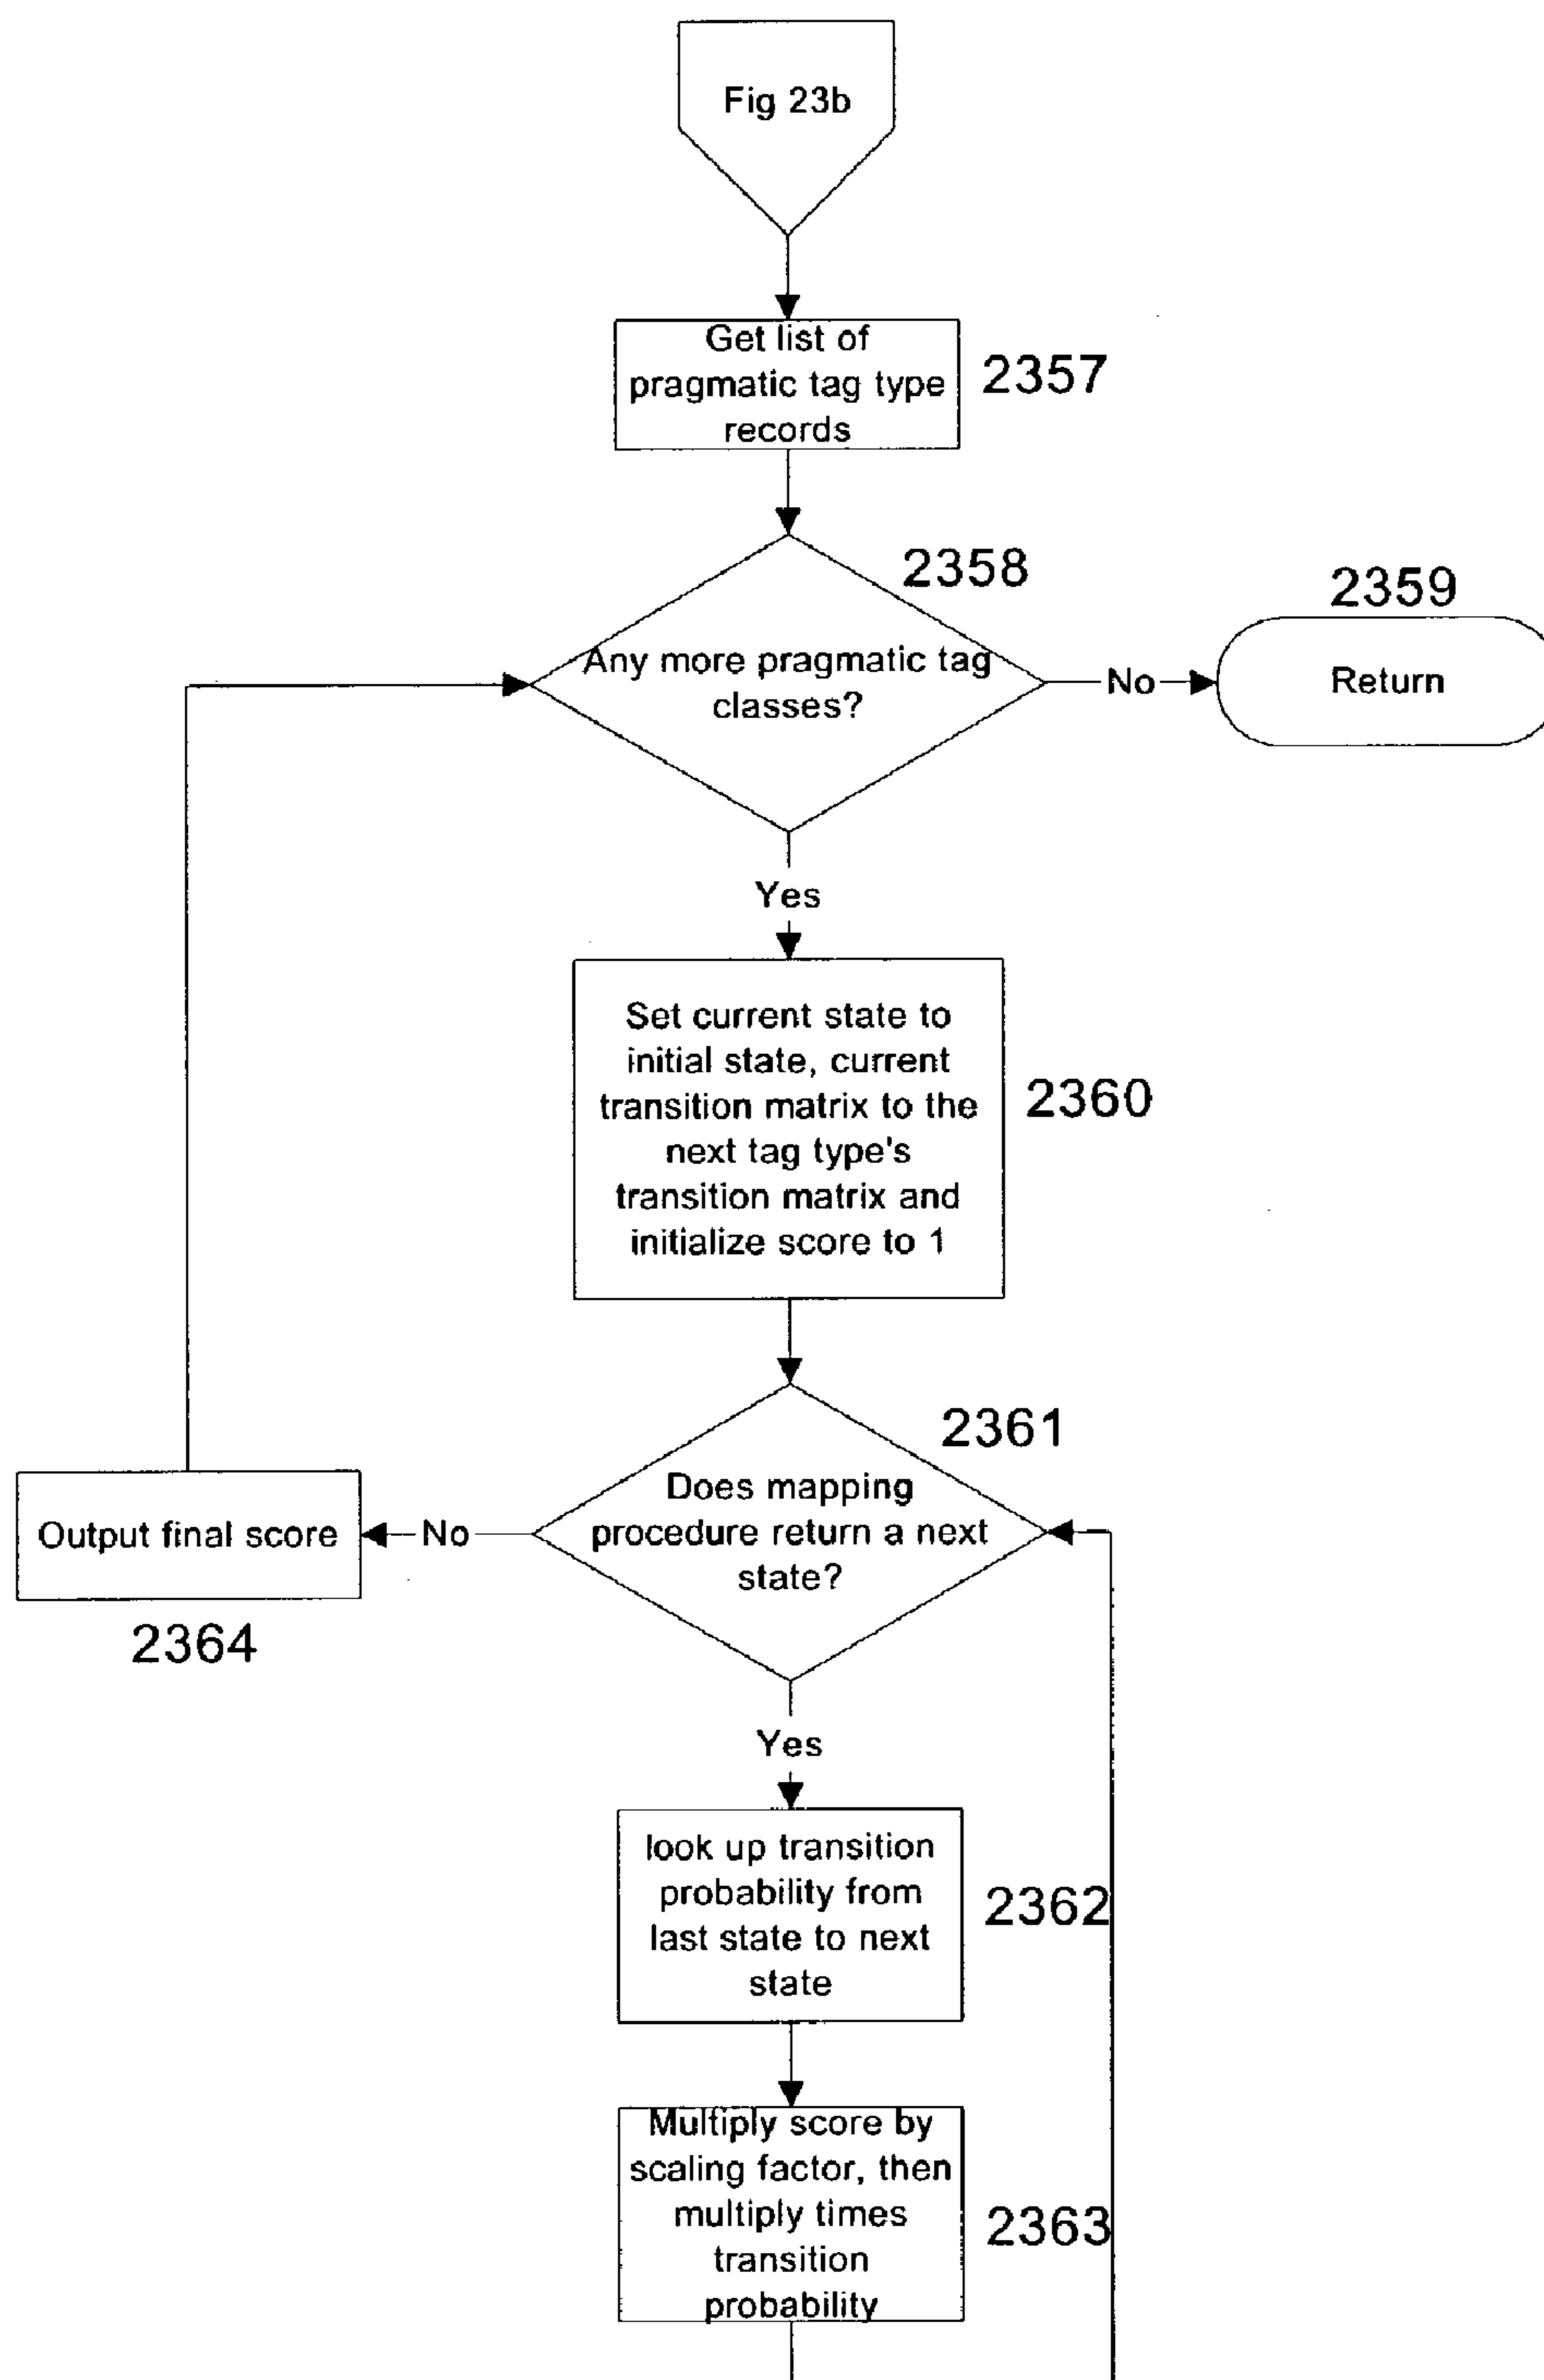 Fig 23b
Get list of
pragmatic tag type
records
2357
2358
2359
Any more pragmatic tag
classes?
No
Return
Yes
Set current state to
initial state, current
transition matrix to the
next tag type's
transition matrix and
initialize score to 1
2360
2361
Does mapping
procedure return a next
state?
No
Output final score
2364
Yes
look up transition
probability from
last state to next
state
2362
Multiply score by
scaling factor, then
multiply times
transition
probability
2363